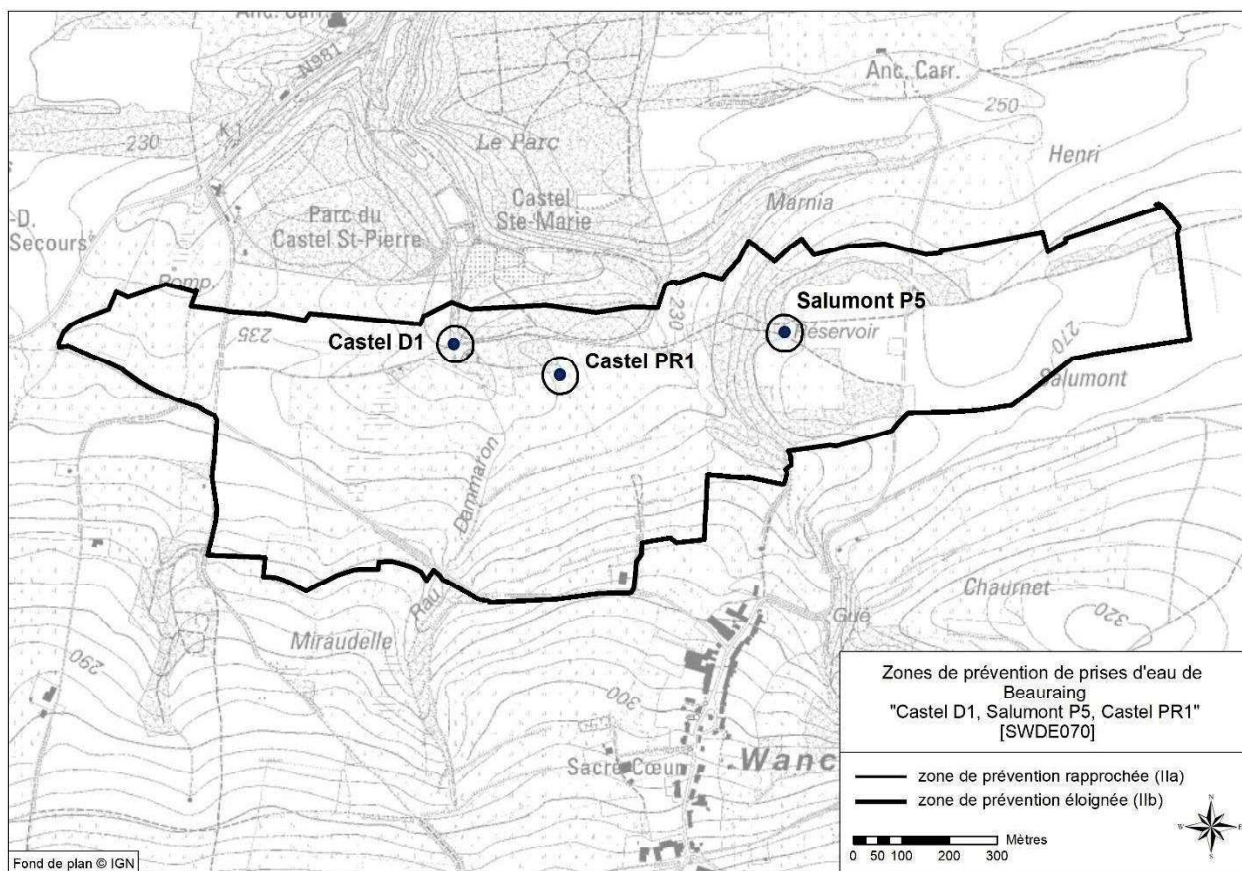 Anc. Carr.
N981
Anc. Carr.
250
230
K 1
Le Parc
Henri
Marnia
Castel
Ste-Marie
Parc du
Castel St-Pierre
-D.
Secours
Pomp.
Salumont P5
Réservoir
230
235
Castel D1
Castel PR1
270
Salumont
Dammaron
Rau
Chaurnet
320
Gué
Miraudelle
290
300
Sacré Cœur
Wanc
Zones de prévention de prises d'eau de
Beauraing
"Castel D1, Salumont P5, Castel PR1"
[SWDE070]
zone de prévention rapprochée (IIa)
zone de prévention éloignée (IIb)
Mètres
0 50 100 200 300
N
W
E
S
Fond de plan © IGN